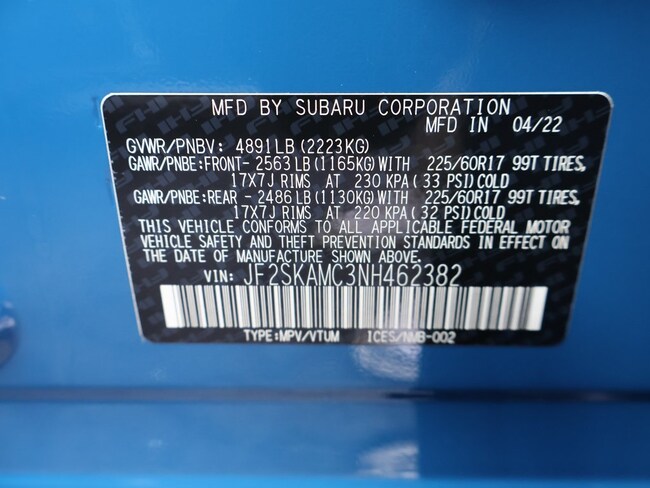 MFD BY SUBARU CORPORATION
MFD IN 04/22
GVWR/PNBV: 4891LB(2223KG)
GAWR/PNBE:FRONT- 2563LB(1165KG)WITH 225/60R17 99T TIRES,
17X7J RIMS AT 230 KPA(33 PSI)COLD
GAWR/PNBE:REAR - 2486LB(1130KG)WITH 225/60R17 99T TIRES,
17X7J RIMS AT 220 KPA(32 PSI)COLD
THIS VEHICLE CONFORMS TO ALL APPLICABLE FEDERAL MOTOR
VEHICLE SAFETY AND THEFT PREVENTION STANDARDS IN EFFECT ON
THE DATE OF MANUFACTURE SHOWN ABOVE.
VIN: JF2SKAMC3NH462382
TYPE:MPV/VTUM ICES/NMB-002